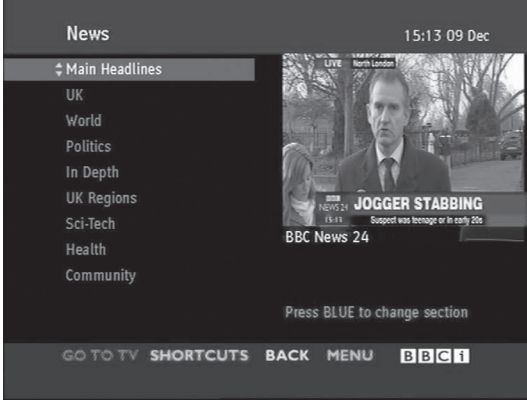 News
15:13 09 Dec
Main Headlines
UK
World
Politics
In Depth
UK Regions
Sci-Tech
Health
Community
LIVE North London
BBC
NEWS 24
JOGGER STABBING
15:13
Suspect was teenage or in early 20s
BBC News 24
Press BLUE to change section
GO TO TV SHORTCUTS BACK MENU BBCi